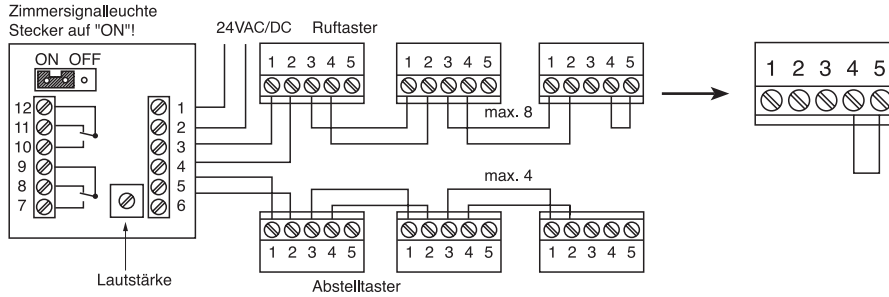 Zimmersignalleuchte
Stecker auf "ON"!
24VAC/DC Ruftaster
ON OFF
12
11
10
9
8
7
1
2
3
4
5
6
1 2 3 4 5
1 2 3 4 5
1 2 3 4 5
1 2 3 4 5
max. 8
max. 4
1 2 3 4 5
1 2 3 4 5
1 2 3 4 5
Lautstärke
Abstelltaster